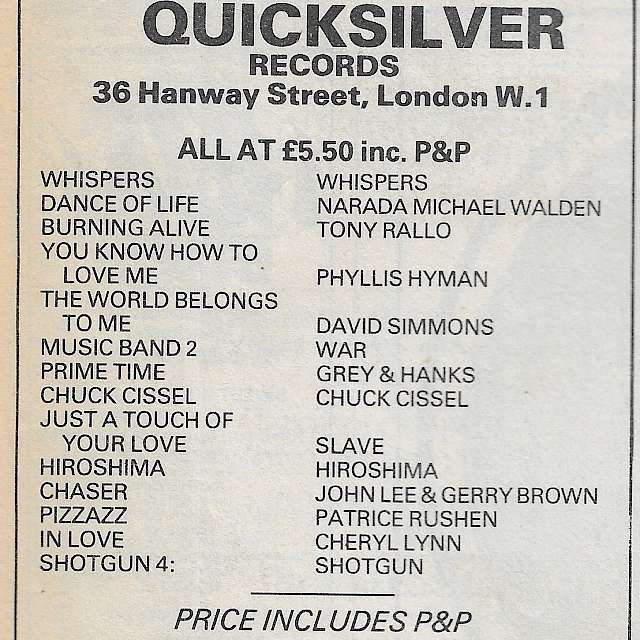 QUICKSILVER
RECORDS
36 Hanway Street, London W.1
ALL AT £5.50 inc. P&P
WHISPERS WHISPERS
DANCE OF LIFE NARADA MICHAEL WALDEN
BURNING ALIVE TONY RALLO
YOU KNOW HOW TO
LOVE ME PHYLLIS HYMAN
THE WORLD BELONGS
TO ME DAVID SIMMONS
MUSIC BAND 2 WAR
PRIME TIME GREY & HANKS
CHUCK CISSEL CHUCK CISSEL
JUST A TOUCH OF
YOUR LOVE SLAVE
HIROSHIMA HIROSHIMA
CHASER JOHN LEE & GERRY BROWN
PIZZAZZ PATRICE RUSHEN
IN LOVE CHERYL LYNN
SHOTGUN 4: SHOTGUN
PRICE INCLUDES P&P